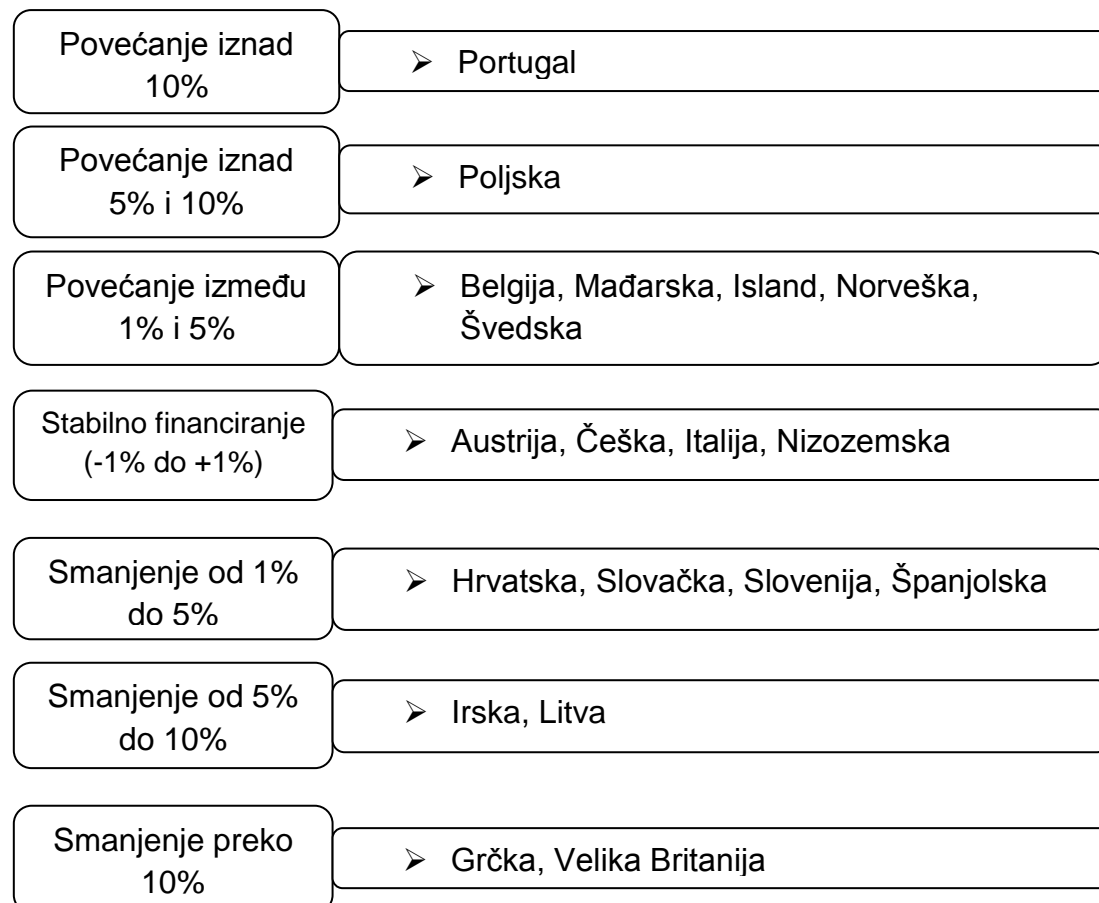 Povećanje iznad
10%
➢ Portugal
Povećanje iznad
5% i 10%
➢ Poljska
Povećanje između
1% i 5%
➢ Belgija, Mađarska, Island, Norveška,
Švedska
Stabilno financiranje
(-1% do +1%)
➢ Austrija, Češka, Italija, Nizozemska
Smanjenje od 1%
do 5%
➢ Hrvatska, Slovačka, Slovenija, Španjolska
Smanjenje od 5%
do 10%
➢ Irska, Litva
Smanjenje preko
10%
➢ Grčka, Velika Britanija